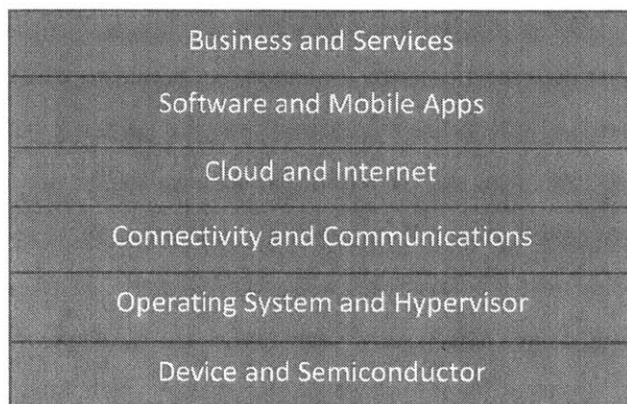 Business and Services
Software and Mobile Apps
Cloud and Internet
Connectivity and Communications
Operating System and Hypervisor
Device and Semiconductor